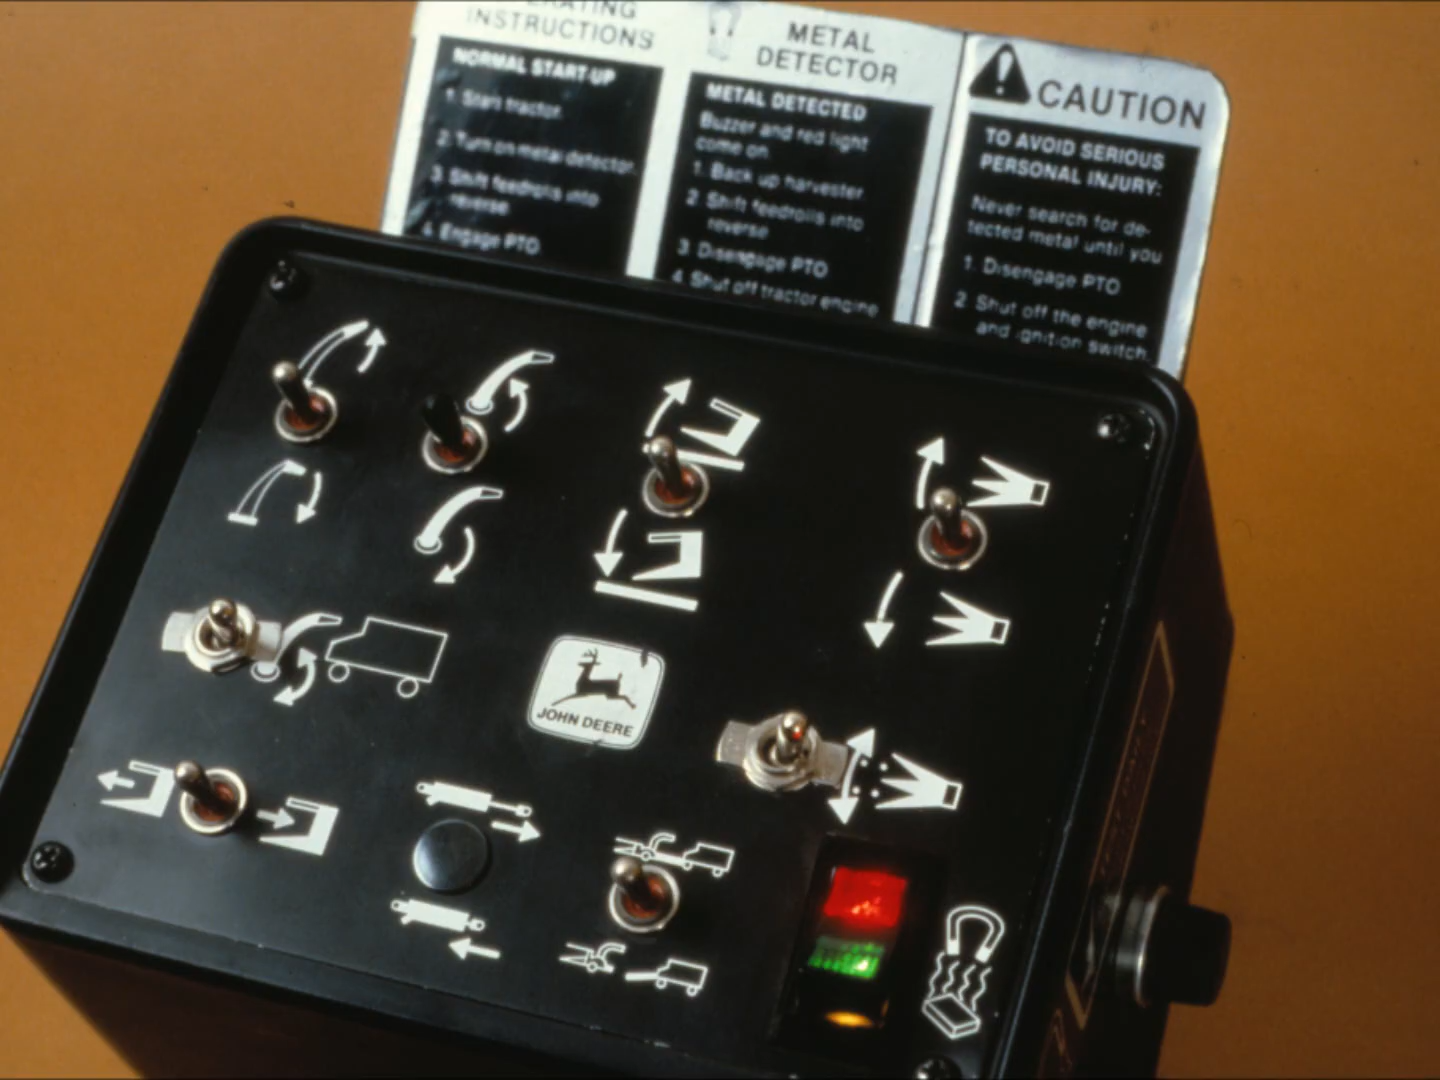 OPERATING
INSTRUCTIONS
NORMAL START-UP
1. Start tractor.
2. Turn on metal detector.
3. Shift feedrolls into
reverse
4. Engage PTO
METAL
DETECTOR
METAL DETECTED
Buzzer and red light
come on.
1. Back up harvester
2. Shift feedrolls into
reverse
3. Disengage PTO
4. Shut off tractor engine
CAUTION
TO AVOID SERIOUS
PERSONAL INJURY:
Never search for de-
tected metal until you
1. Disengage PTO
2. Shut off the engine
and ignition switch.
JOHN DEERE